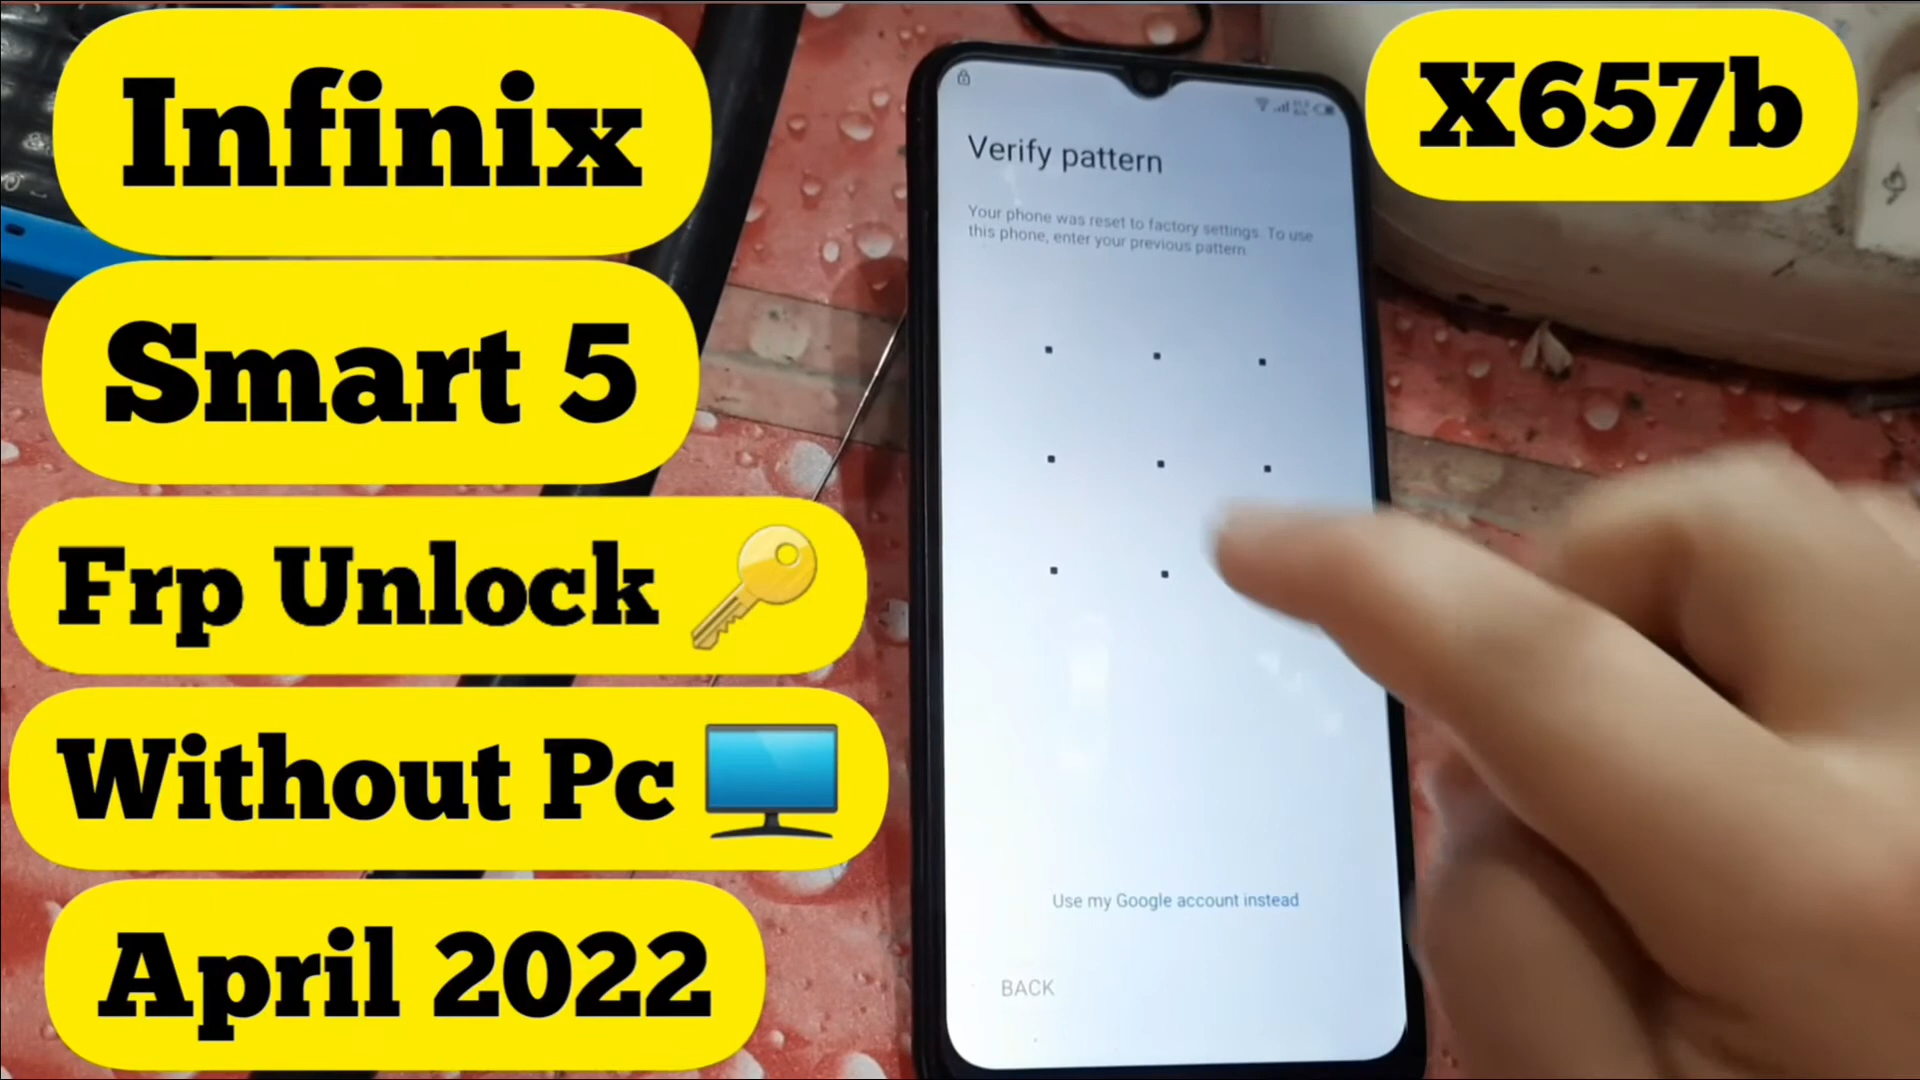 Infinix
X657b
Smart 5
Frp Unlock
Without Pc
April 2022
Verify pattern
Your phone was reset to factory settings. To use
this phone, enter your previous pattern.
Use my Google account instead
BACK